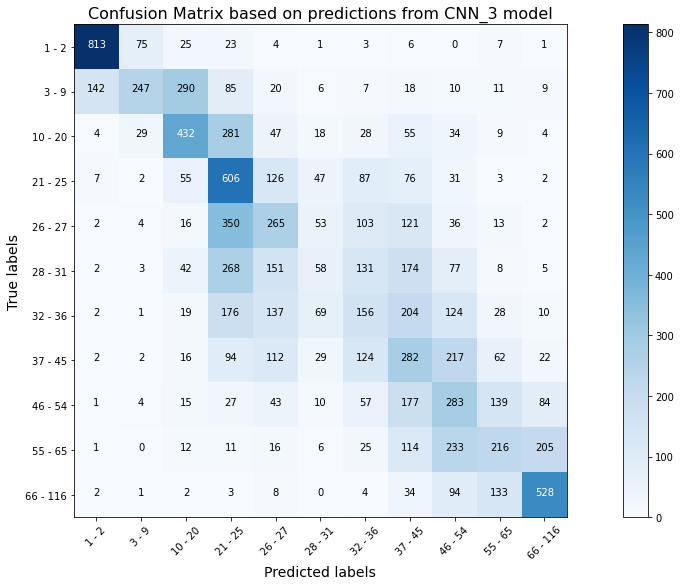 Confusion Matrix based on predictions from CNN_3 model
1 - 2 813 75 25 23 4 1 3 6 0 7 1
3 - 9 142 247 290 85 20 6 7 18 10 11 9
10 - 20 4 29 432 281 47 18 28 55 34 9 4
21 - 25 7 2 55 606 126 47 87 76 31 3 2
26 - 27 2 4 16 350 265 53 103 121 36 13 2
28 - 31 2 3 42 268 151 58 131 174 77 8 5
32 - 36 2 1 19 176 137 69 156 204 124 28 10
37 - 45 2 2 16 94 112 29 124 282 217 62 22
46 - 54 1 4 15 27 43 10 57 177 283 139 84
55 - 65 1 0 12 11 16 6 25 114 233 216 205
66 - 116 2 1 2 3 8 0 4 34 94 133 528
True labels
1 - 2 3 - 9 10 - 20 21 - 25 26 - 27 28 - 31 32 - 36 37 - 45 46 - 54 55 - 65 66 - 116
Predicted labels
800
700
600
500
400
300
200
100
0